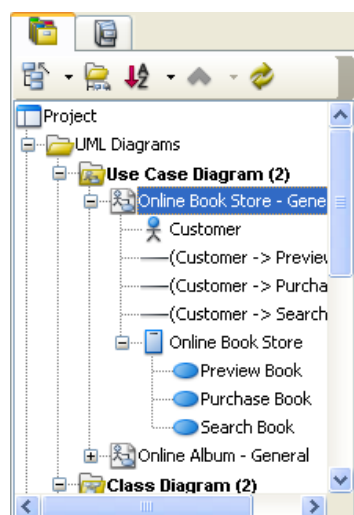 Project
UML Diagrams
Use Case Diagram (2)
Online Book Store - Gene
Customer
(Customer -> Preview
(Customer -> Purcha
(Customer -> Search
Online Book Store
Preview Book
Purchase Book
Search Book
Online Album - General
Class Diagram (2)